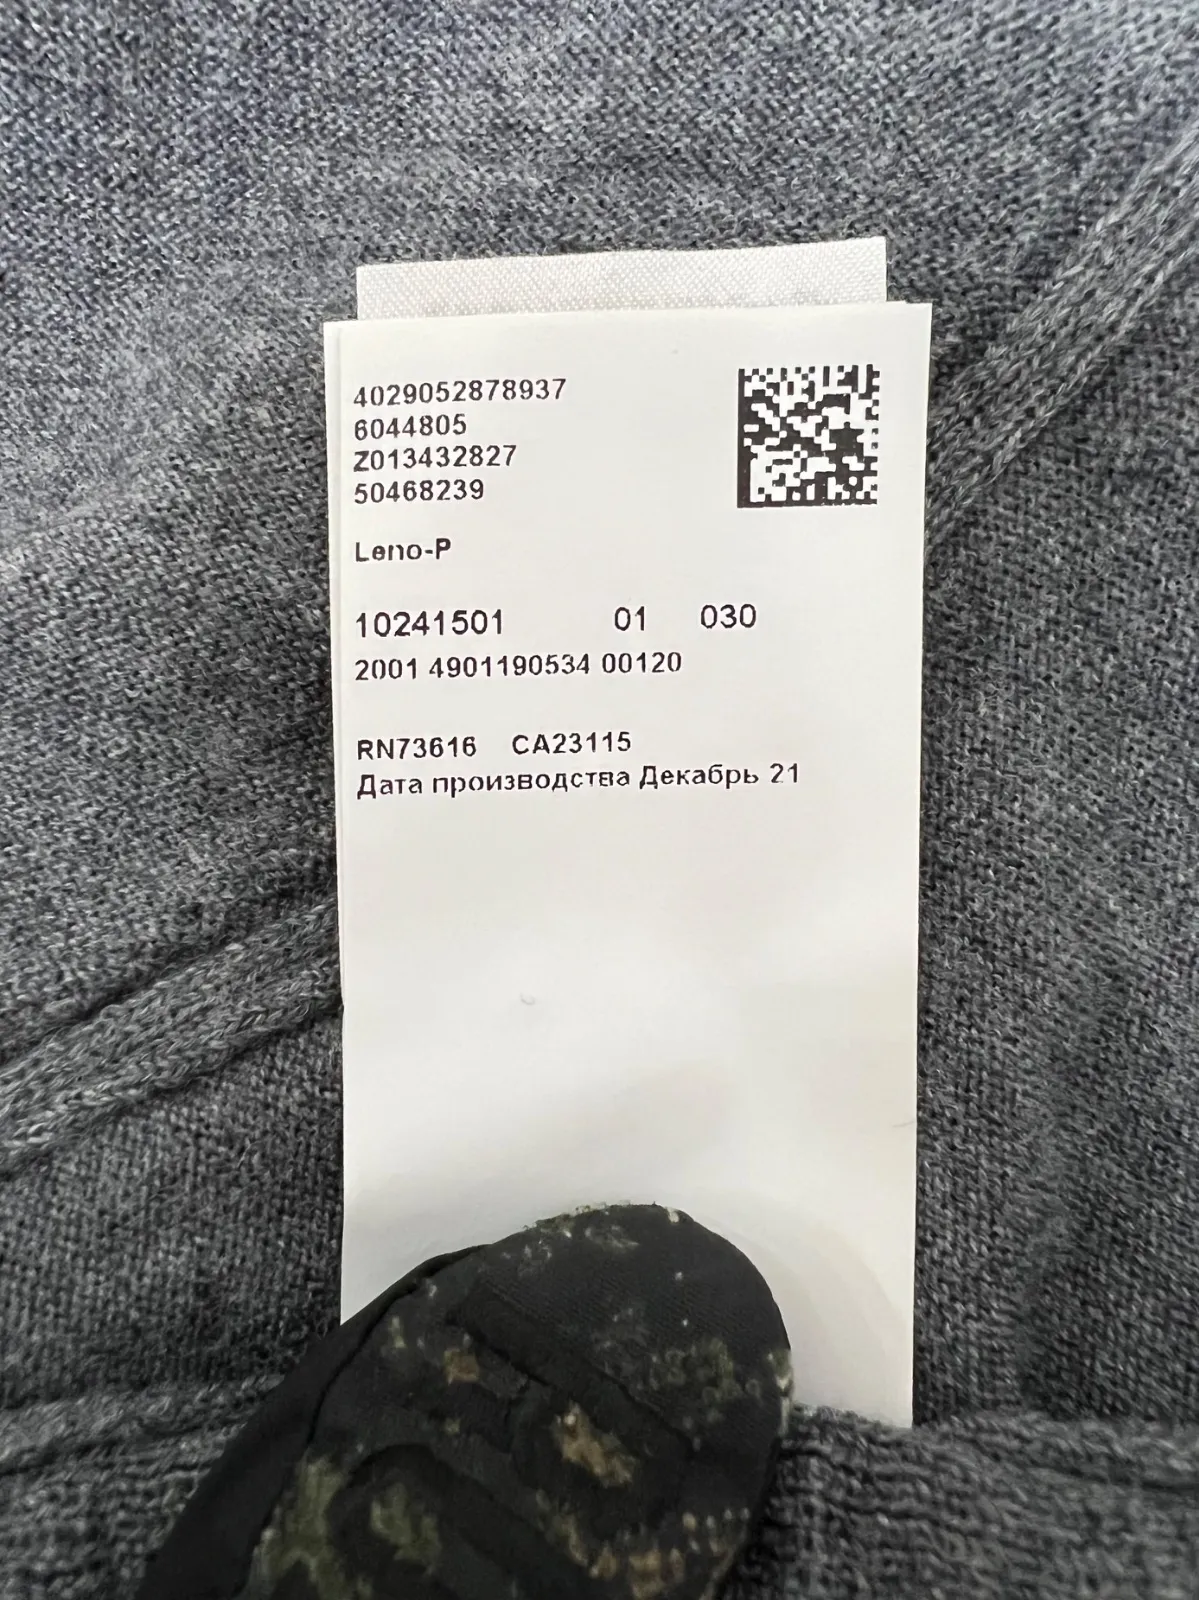 4029052878937
6044805
Z013432827
50468239
Leno-P
10241501 01 030
2001 4901190534 00120
RN73616 CA23115
Дата производства Декабрь 21